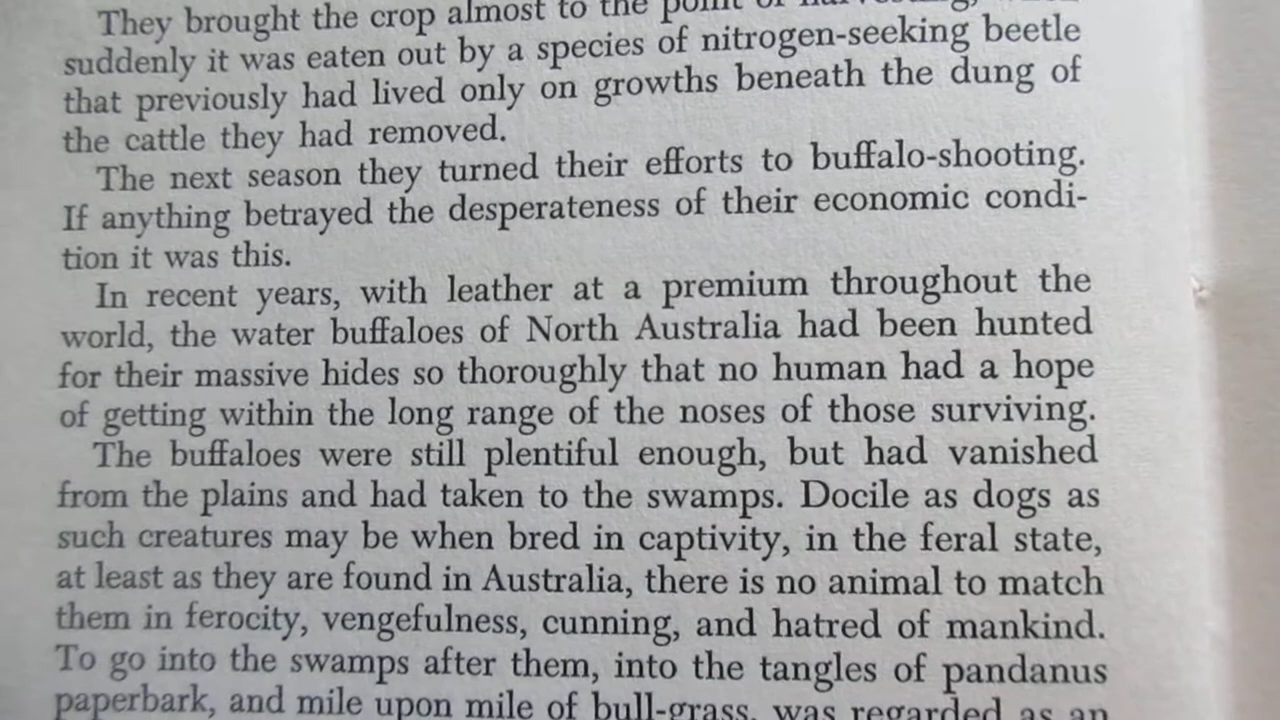 They brought the crop almost to the point of harvesting,
suddenly it was eaten out by a species of nitrogen-seeking beetle
that previously had lived only on growths beneath the dung of
the cattle they had removed.
The next season they turned their efforts to buffalo-shooting.
If anything betrayed the desperateness of their economic condi-
tion it was this.
In recent years, with leather at a premium throughout the
world, the water buffaloes of North Australia had been hunted
for their massive hides so thoroughly that no human had a hope
of getting within the long range of the noses of those surviving.
The buffaloes were still plentiful enough, but had vanished
from the plains and had taken to the swamps. Docile as dogs as
such creatures may be when bred in captivity, in the feral state,
at least as they are found in Australia, there is no animal to match
them in ferocity, vengefulness, cunning, and hatred of mankind.
To go into the swamps after them, into the tangles of pandanus
paperbark, and mile upon mile of bull-grass, was regarded as an